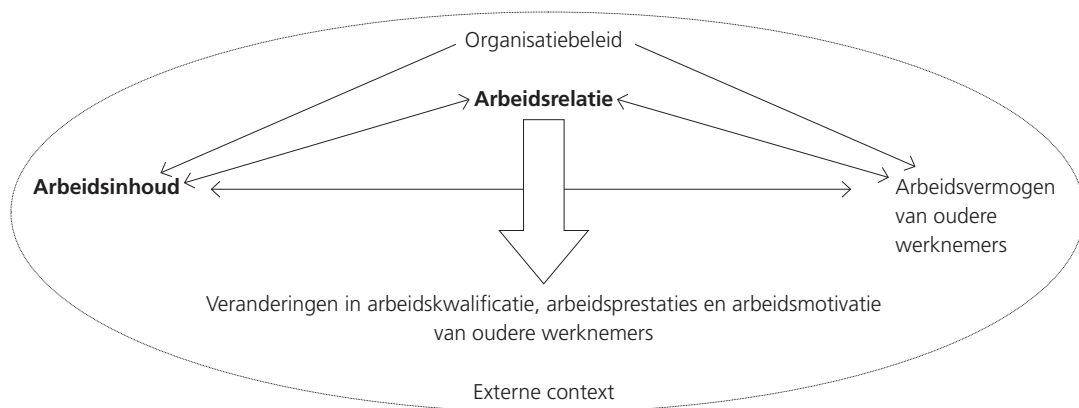 Organisatiebeleid
Arbeidsrelatie
Arbeidsinhoud
Arbeidsvermogen
van oudere
werknemers
Veranderingen in arbeidskwalificatie, arbeidsprestaties en arbeidsmotivatie
van oudere werknemers
Externe context